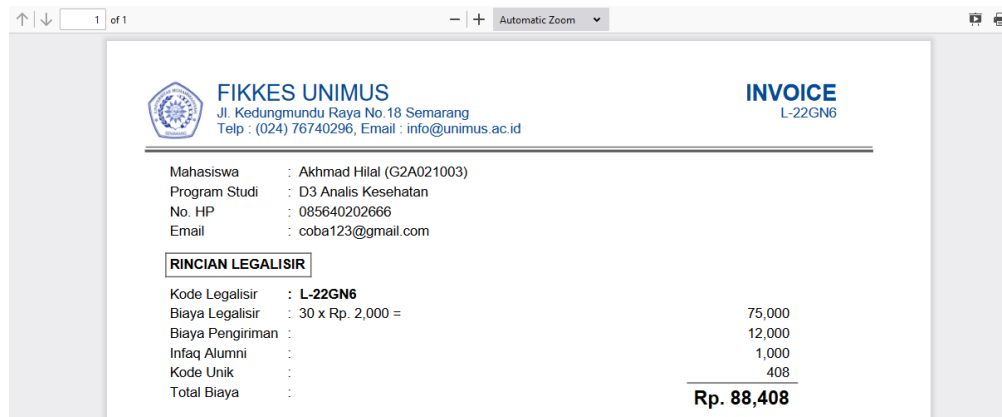 1 of 1 Automatic Zoom
FIKKES UNIMUS
INVOICE
Jl. Kedungmundu Raya No.18 Semarang
L-22GN6
Telp : (024) 76740296, Email : info@unimus.ac.id
Mahasiswa : Akhmad Hilal (G2A021003)
Program Studi : D3 Analis Kesehatan
No. HP : 085640202666
Email : coba123@gmail.com
RINCIAN LEGALISIR
Kode Legalisir : L-22GN6
Biaya Legalisir : 30 x Rp. 2,000 = 75,000
Biaya Pengiriman : 12,000
Infaq Alumni : 1,000
Kode Unik : 408
Total Biaya : Rp. 88,408